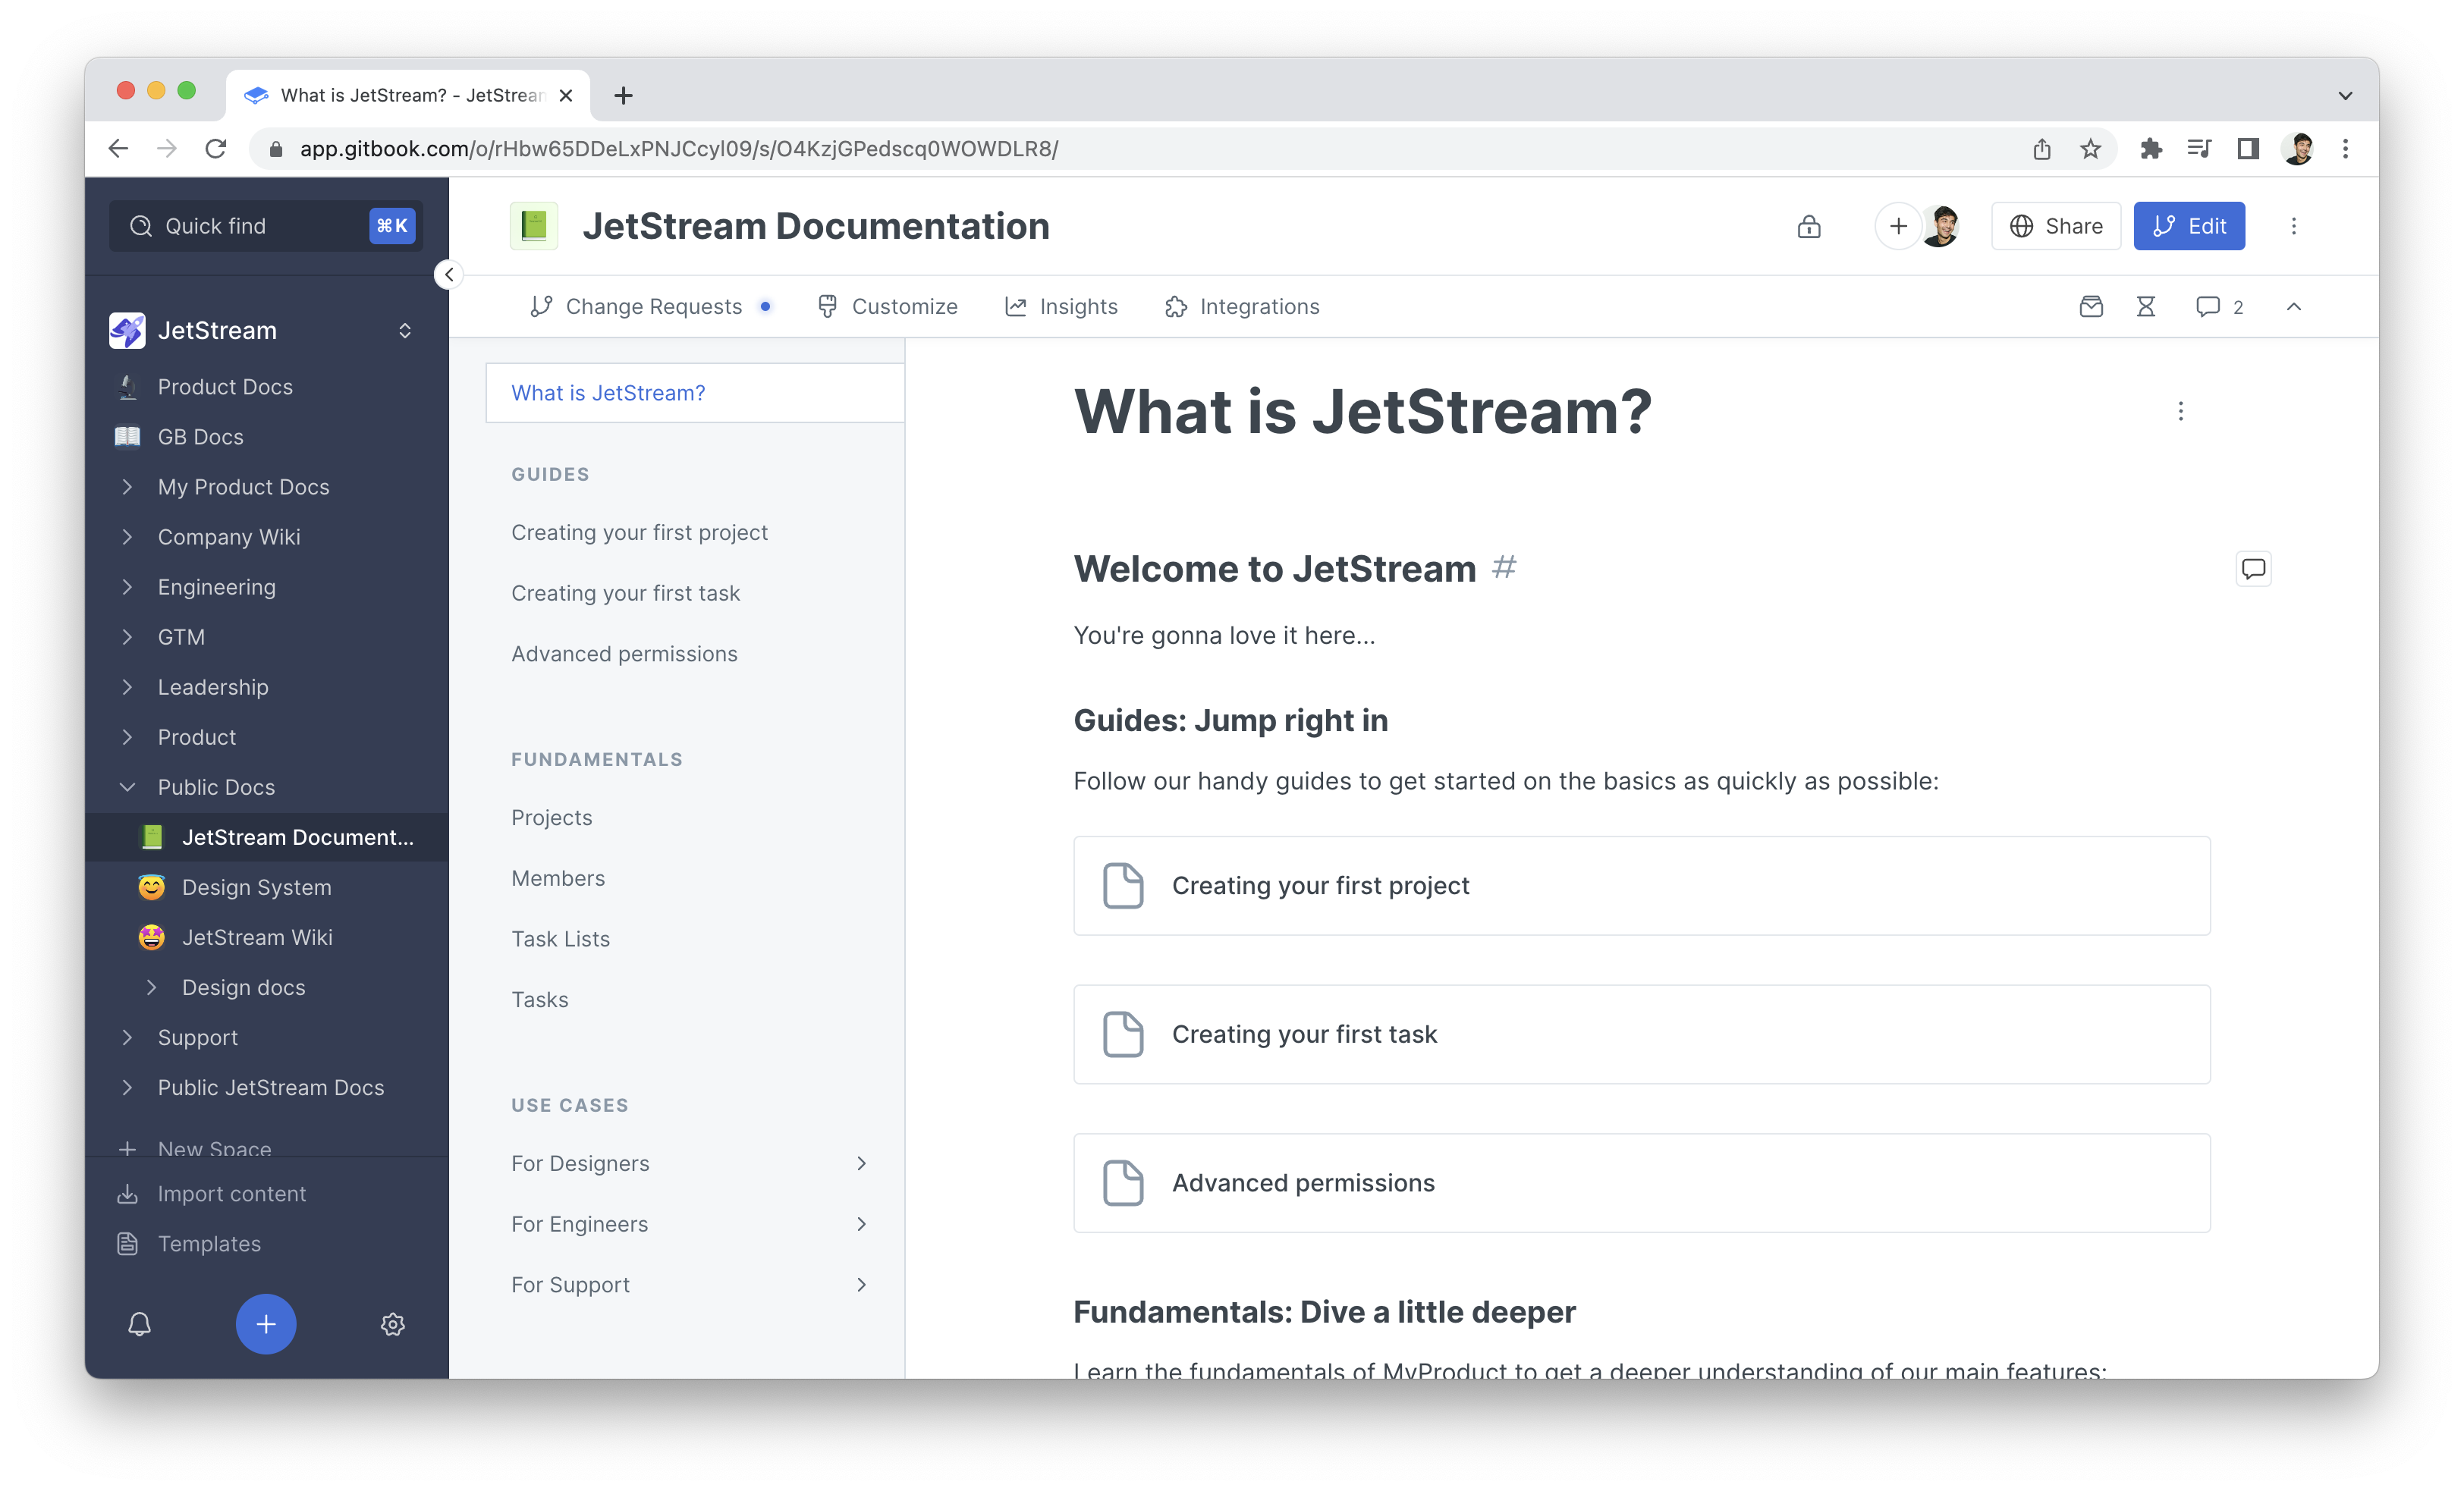 What is JetStream? - JetStrean
app.gitbook.com/o/rHbw65DDeLxPNJCcyl09/s/O4KzjGPedscq0WOWDLR8/
Quick find
⌘K
JetStream
Product Docs
GB Docs
My Product Docs
Company Wiki
Engineering
GTM
Leadership
Product
Public Docs
JetStream Document...
Design System
JetStream Wiki
Design docs
Support
Public JetStream Docs
New Space
Import content
Templates
JetStream Documentation
Share
Edit
Change Requests
Customize
Insights
Integrations
2
What is JetStream?
GUIDES
Creating your first project
Creating your first task
Advanced permissions
FUNDAMENTALS
Projects
Members
Task Lists
Tasks
USE CASES
For Designers
For Engineers
For Support
What is JetStream?
Welcome to JetStream #
You're gonna love it here...
Guides: Jump right in
Follow our handy guides to get started on the basics as quickly as possible:
Creating your first project
Creating your first task
Advanced permissions
Fundamentals: Dive a little deeper
Learn the fundamentals of MyProduct to get a deeper understanding of our main features: